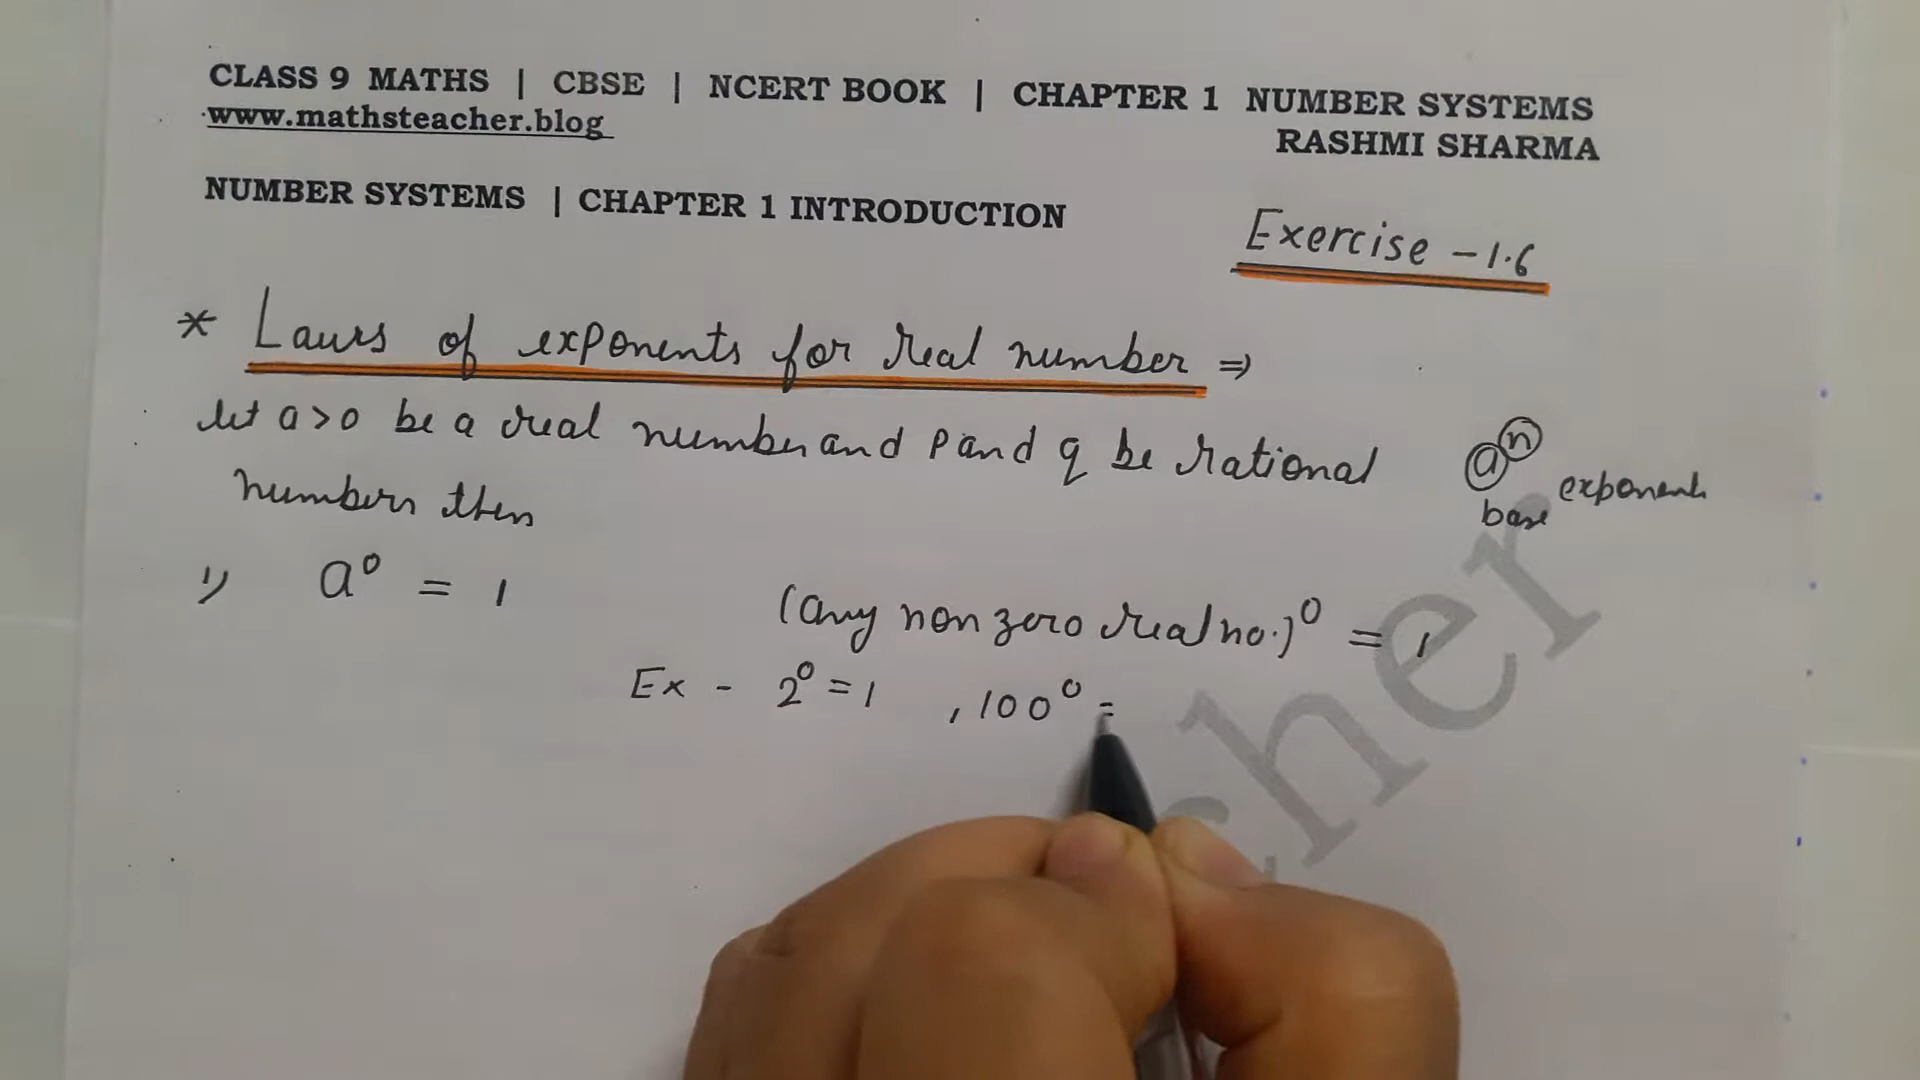 CLASS 9 MATHS | CBSE | NCERT BOOK | CHAPTER 1 NUMBER SYSTEMS
www.mathsteacher.blog
RASHMI SHARMA
NUMBER SYSTEMS | CHAPTER 1 INTRODUCTION
Exercise - 1.6
* Laws of exponents for real number ⇒
let a > 0 be a real number and p and q be rational
numbers then
aⁿ
exponents
base
1) a⁰ = 1
(any non zero real no.)⁰ = 1
Ex - 2⁰ = 1 , 100⁰ =